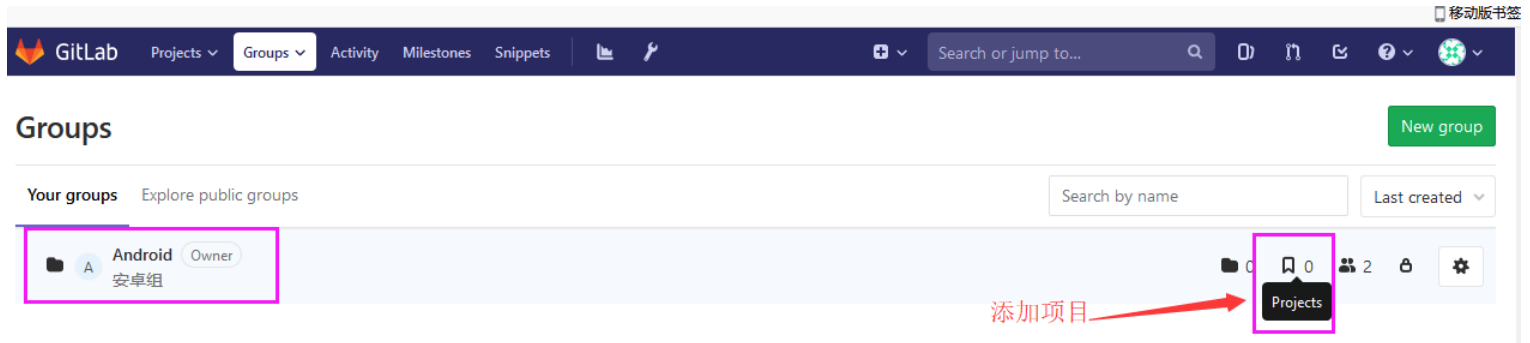 移动版书签
GitLab Projects Groups Activity Milestones Snippets Search or jump to...
Groups
New group
Your groups Explore public groups Search by name Last created
A Android Owner
安卓组
0 0 2
Projects
添加项目